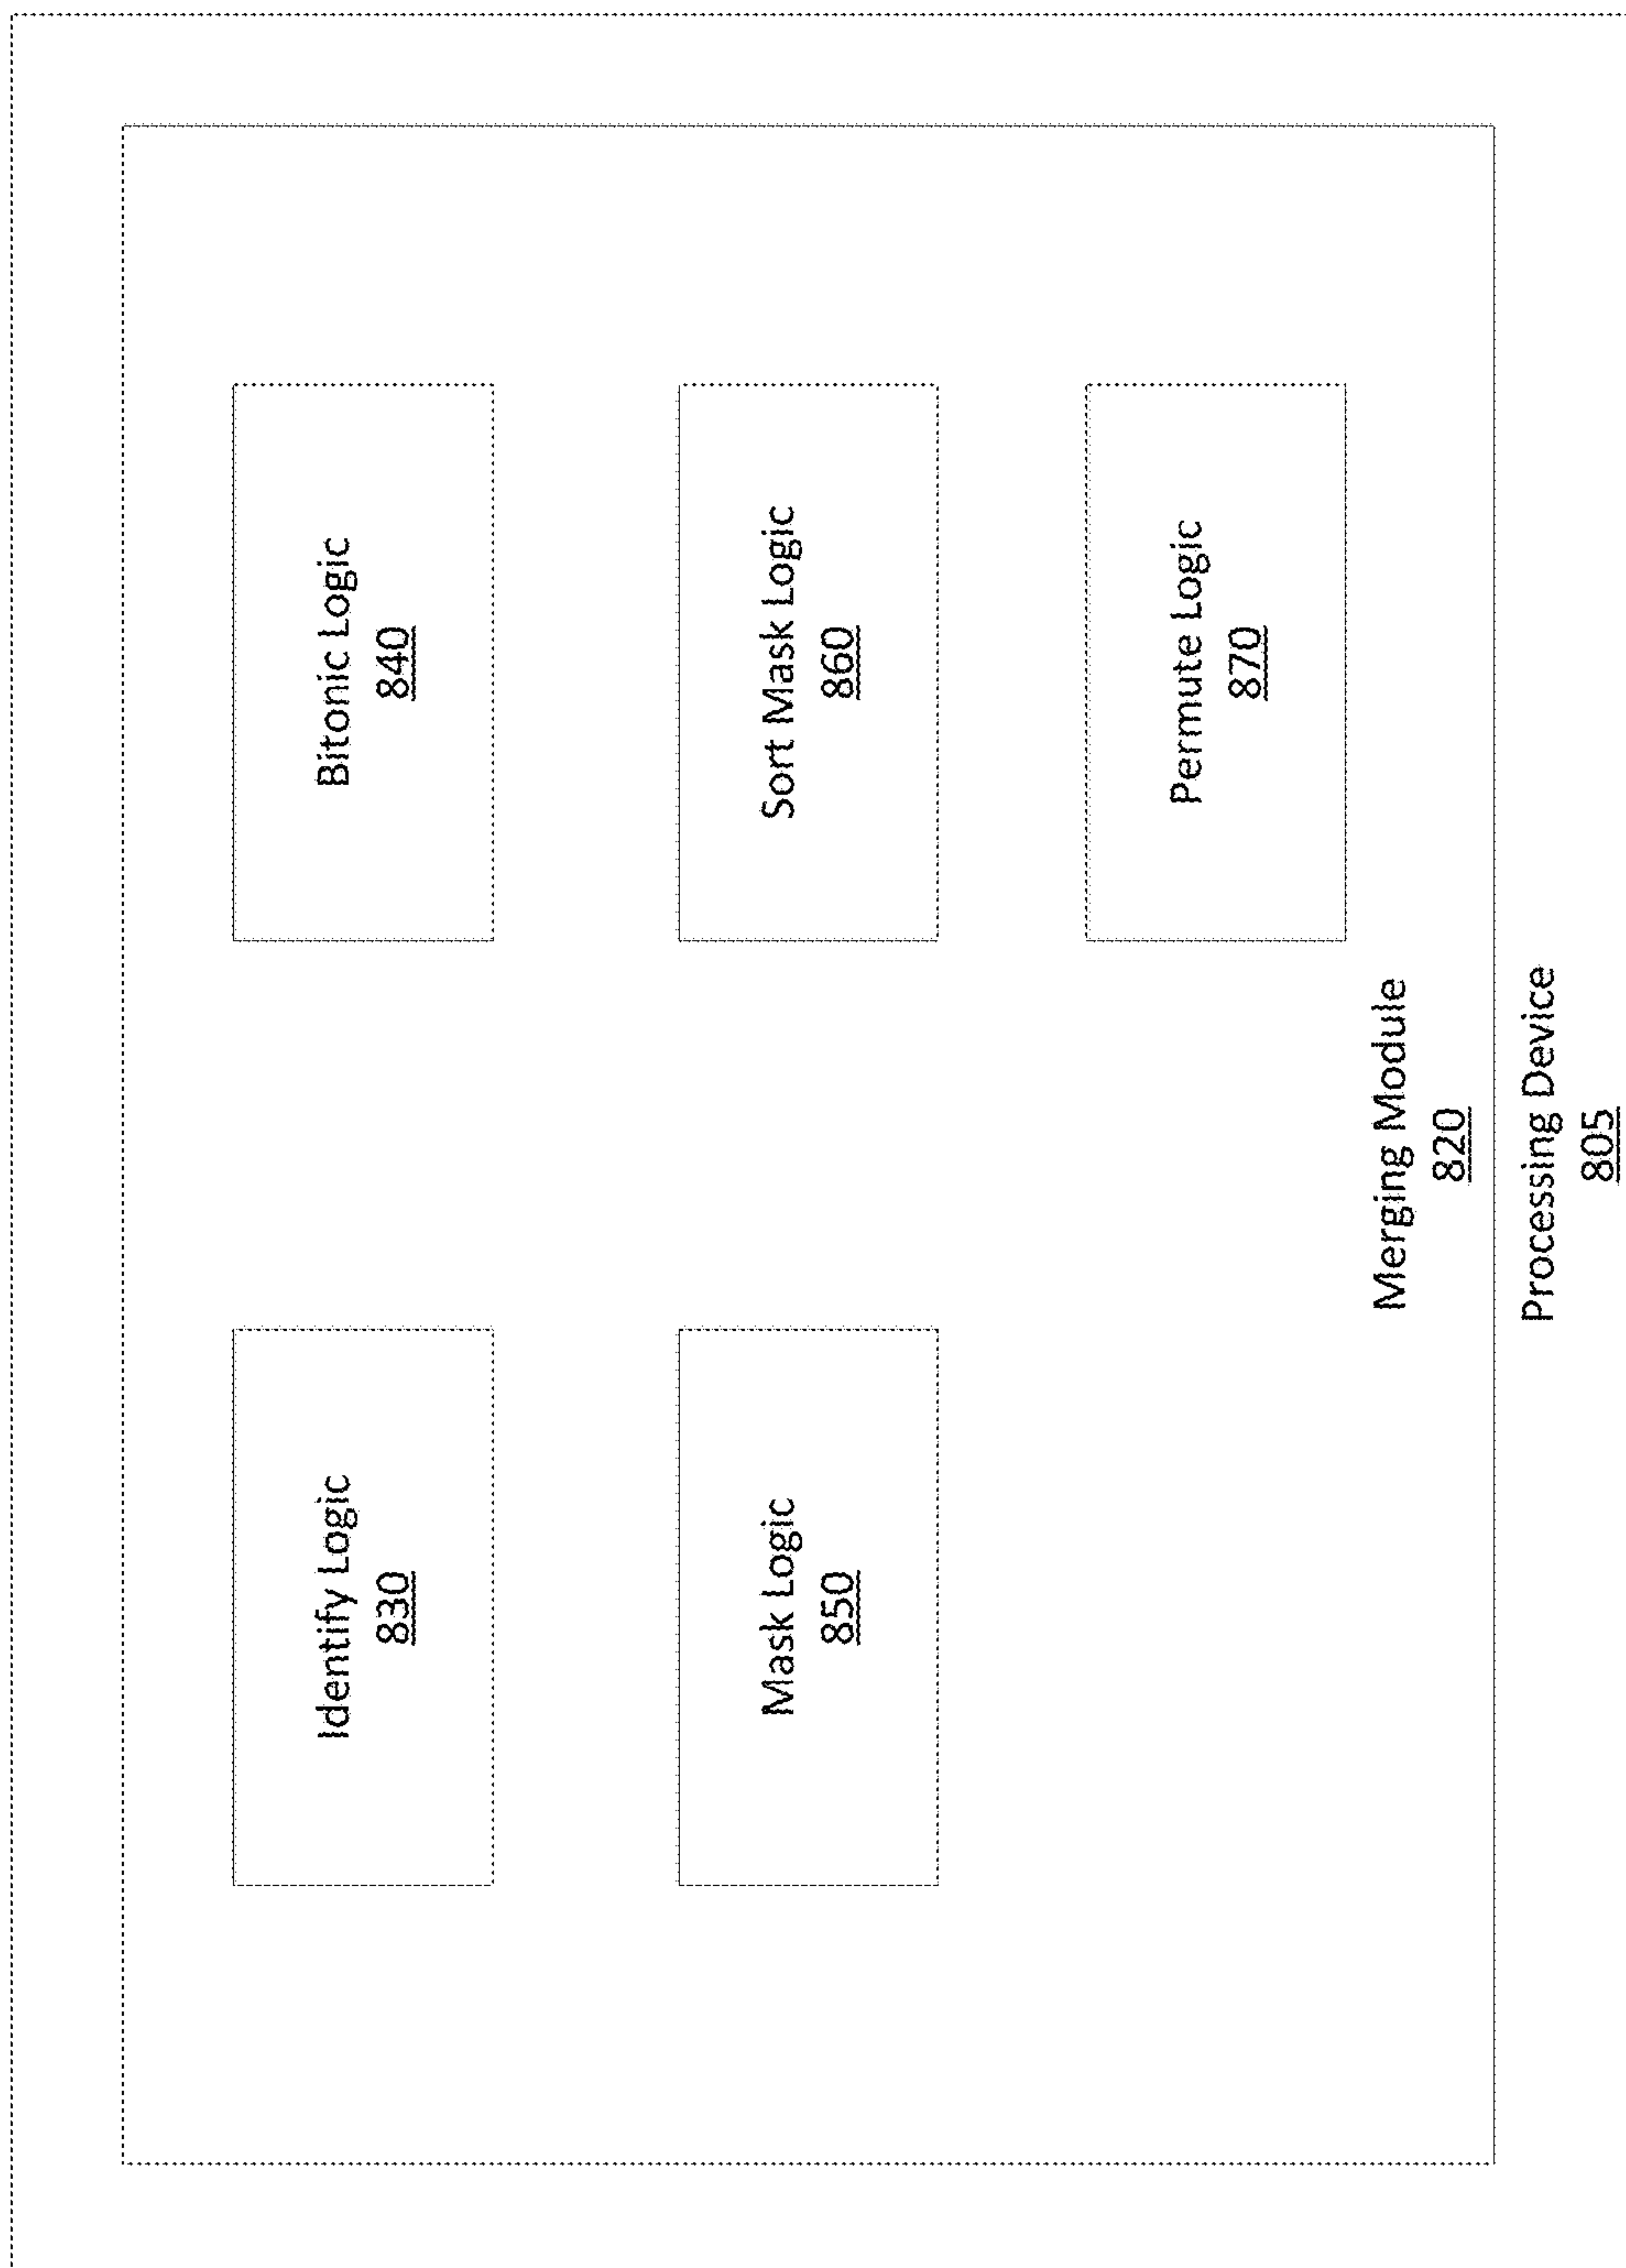 Identify Logic
830
Bitonic Logic
840
Mask Logic
850
Sort Mask Logic
860
Permute Logic
870
Merging Module
820
Processing Device
805